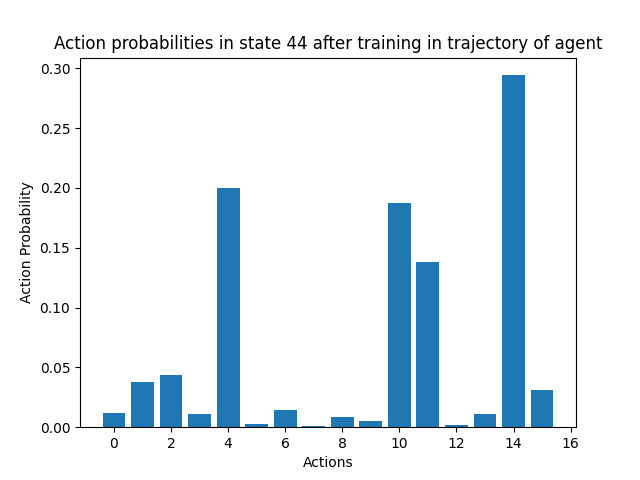 Action probabilities in state 44 after training in trajectory of agent
0.30
0.25
0.20
0.15
0.10
0.05
0.00
Action Probability
0 2 4 6 8 10 12 14 16
Actions